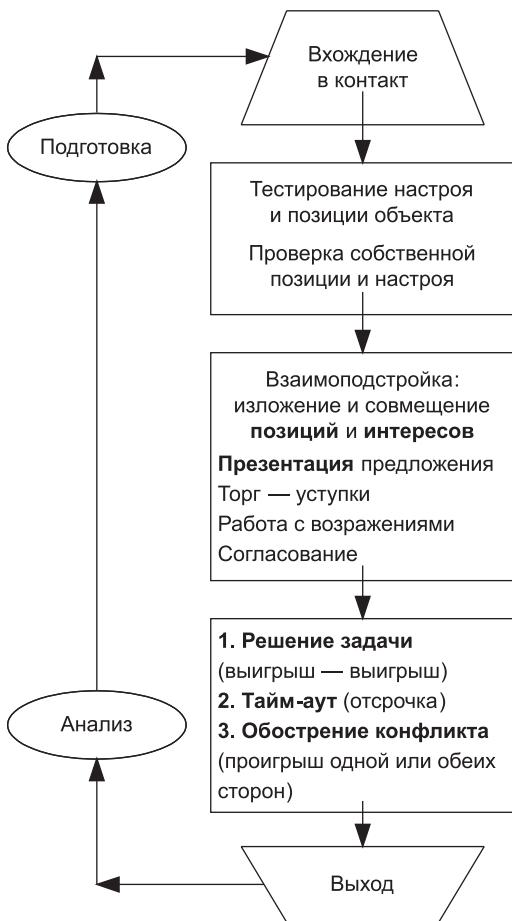 Вхождение
в контакт
Подготовка
Тестирование настроя
и позиции объекта
Проверка собственной
позиции и настроя
Взаимоподстройка:
изложение и совмещение
позиций и интересов
Презентация предложения
Торг — уступки
Работа с возражениями
Согласование
1. Решение задачи
(выигрыш — выигрыш)
2. Тайм-аут (отсрочка)
3. Обострение конфликта
(проигрыш одной или обеих
сторон)
Анализ
Выход